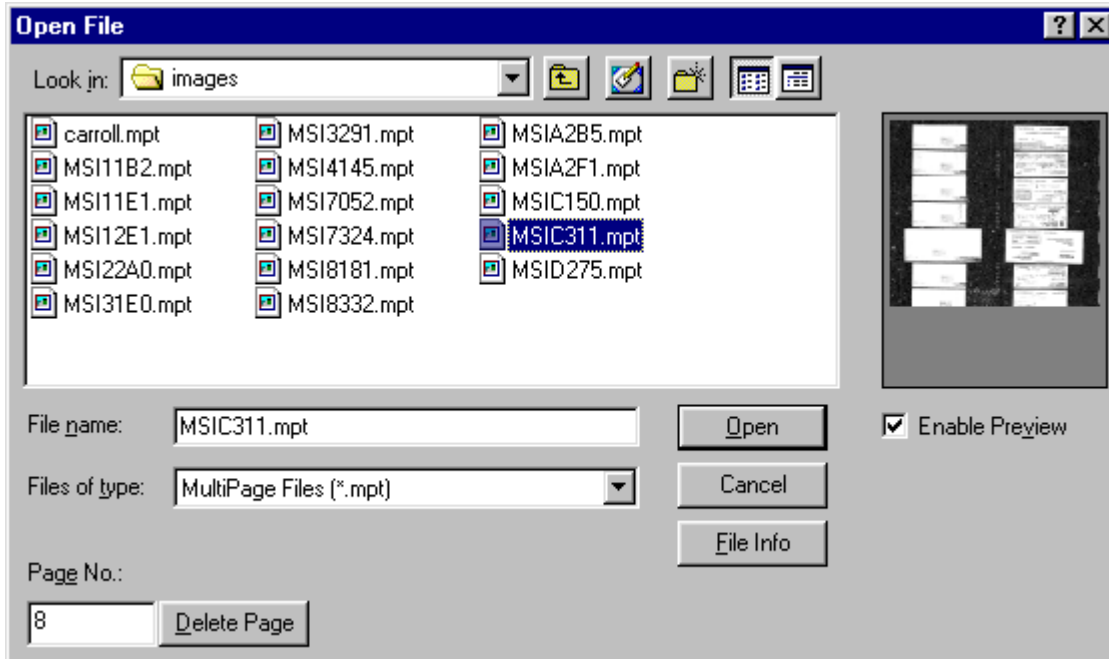 Open File
Look in: images
carroll.mpt MSI3291.mpt MSIA2B5.mpt
MSI11B2.mpt MSI4145.mpt MSIA2F1.mpt
MSI11E1.mpt MSI7052.mpt MSIC150.mpt
MSI12E1.mpt MSI7324.mpt MSIC311.mpt
MSI22A0.mpt MSI8181.mpt MSID275.mpt
MSI31E0.mpt MSI8332.mpt
File name: MSIC311.mpt Open Enable Preview
Files of type: MultiPage Files (*.mpt) Cancel
File Info
Page No.:
8 Delete Page